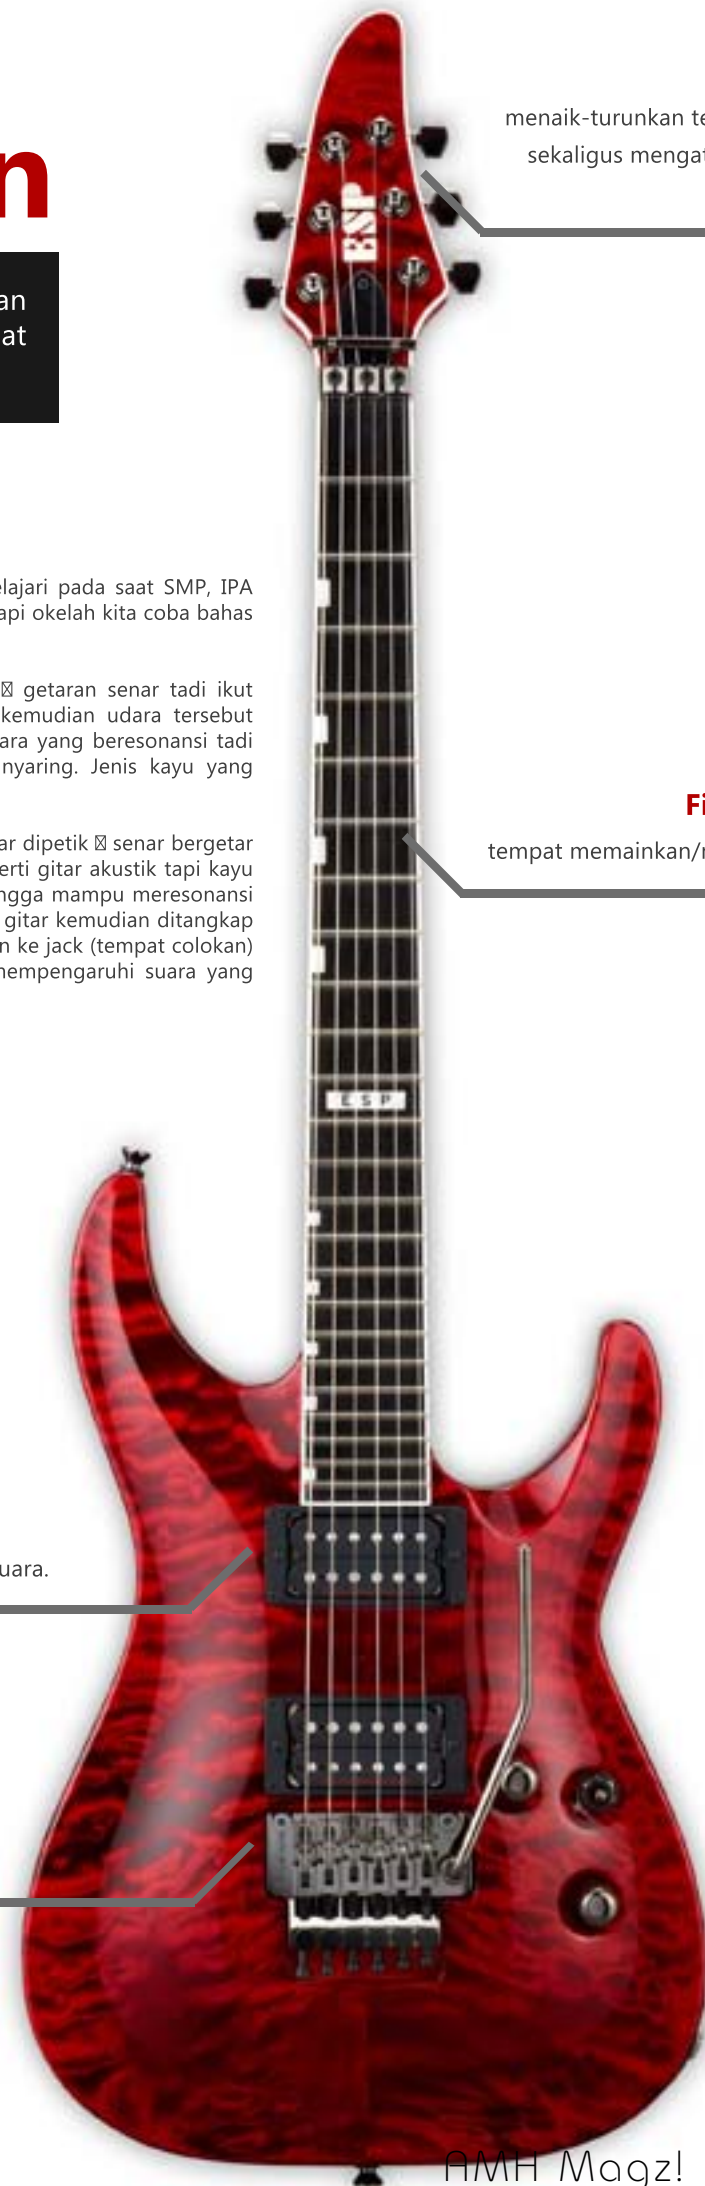 n
menaik-turunkan te
sekaligus mengat
ESP
an
at
elajari pada saat SMP, IPA
api okelah kita coba bahas
getaran senar tadi ikut
kemudian udara tersebut
ara yang beresonansi tadi
nyaring. Jenis kayu yang
ar dipetik senar bergetar
erti gitar akustik tapi kayu
ngga mampu meresonansi
gitar kemudian ditangkap
n ke jack (tempat colokan)
mempengaruhi suara yang
Fi
tempat memainkan/
E S P
uara.
AMH Magz!